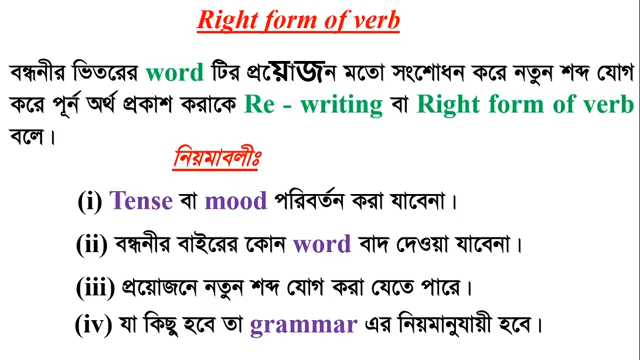 Right form of verb
বন্ধনীর ভিতরের word টির প্রয়োজন মতো সংশোধন করে নতুন শব্দ যোগ
করে পূর্ন অর্থ প্রকাশ করাকে Re - writing বা Right form of verb
বলে।
নিয়মাবলীঃ
(i) Tense বা mood পরিবর্তন করা যাবেনা।
(ii) বন্ধনীর বাইরের কোন word বাদ দেওয়া যাবেনা।
(iii) প্রয়োজনে নতুন শব্দ যোগ করা যেতে পারে।
(iv) যা কিছু হবে তা grammar এর নিয়মানুযায়ী হবে।